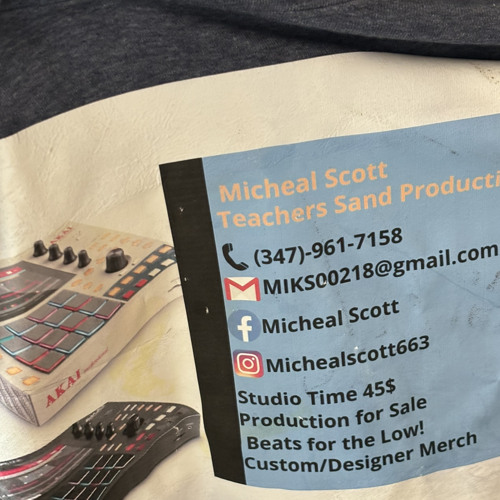 Micheal Scott
Teachers Sand Producti
(347)-961-7158
MIKS00218@gmail.com
Micheal Scott
Michealscott663
Studio Time 45$
Production for Sale
Beats for the Low!
Custom/Designer Merch
AKAI
AKAI